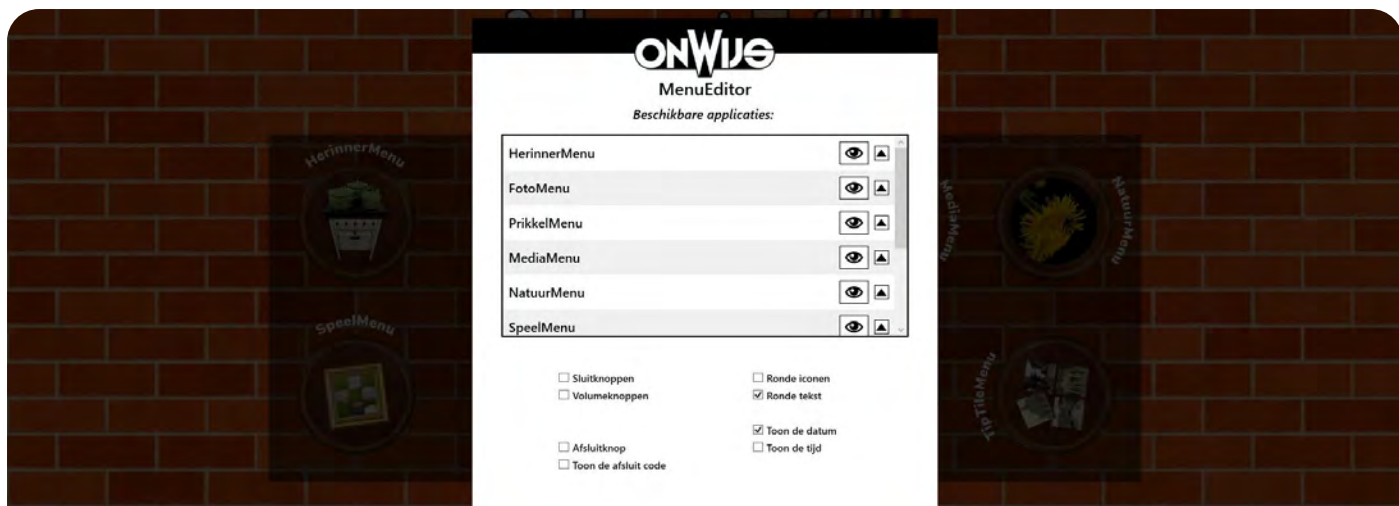 ONWIJS
MenuEditor
Beschikbare applicaties:
HerinnerMenu
FotoMenu
PrikkelMenu
MediaMenu
NatuurMenu
SpeelMenu
Sluitknoppen
Volumeknoppen
Afsluitknop
Toon de afsluit code
Ronde iconen
Ronde tekst
Toon de datum
Toon de tijd
HerinnerMenu
SpeelMenu
MediaMenu
NatuurMenu
TipTileMenu